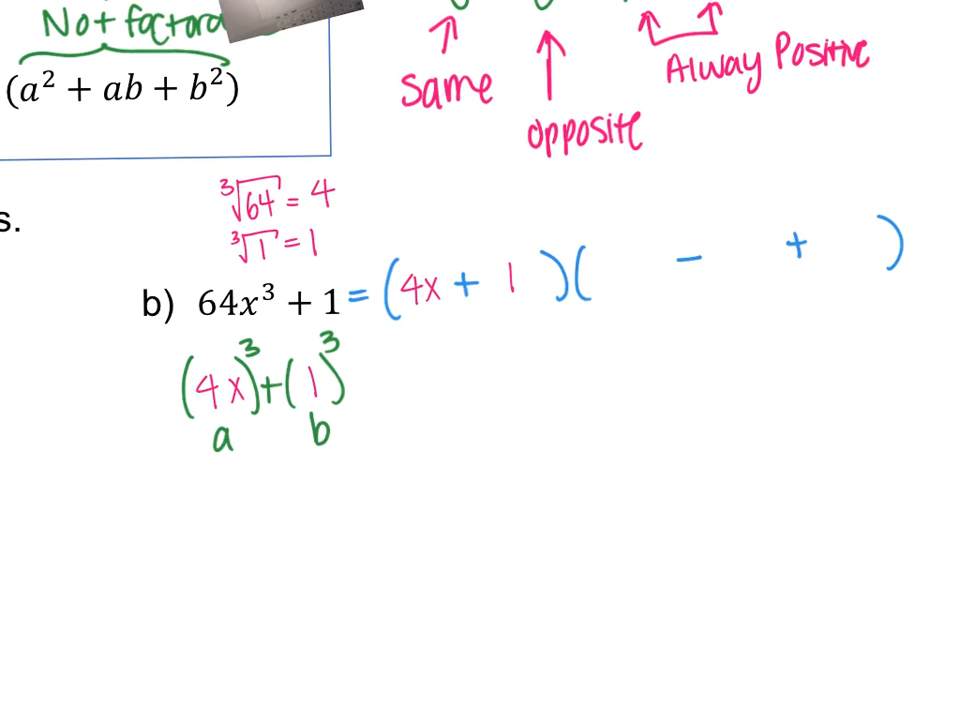 Not
(a² + ab + b²)
same
opposite
Alway Positive
∛64 = 4
∛1 = 1
s.
b) 64x³ + 1 = (4x + 1 )( - + )
(4x)³+(1)³
a b